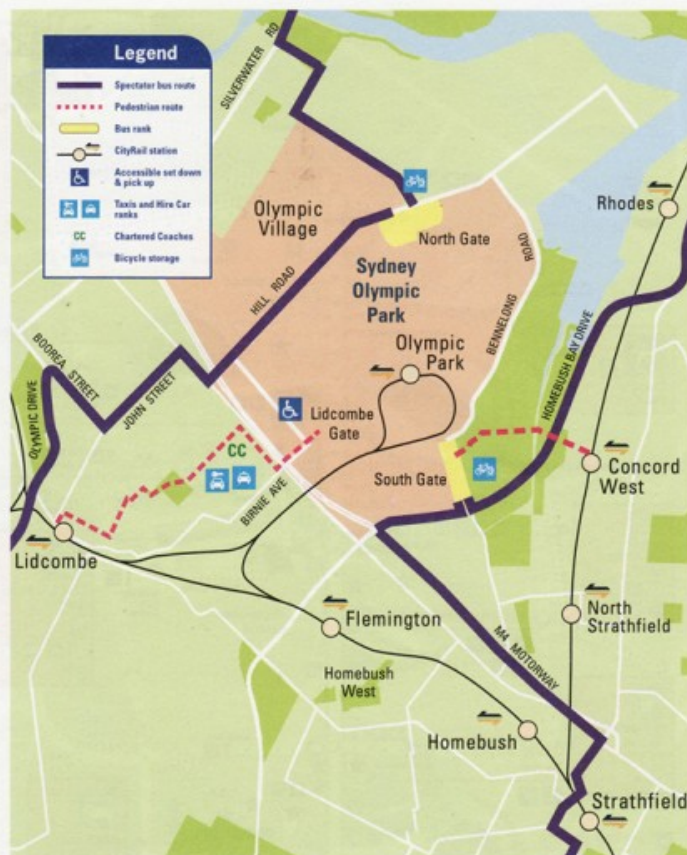 Legend
Spectator bus route
Pedestrian route
Bus rank
CityRail station
Accessible set down
& pick up
Taxis and Hire Car
ranks
CC
Chartered Coaches
Bicycle storage
SILVERWATER RD
Olympic
Village
North Gate
ROAD
Rhodes
Sydney
Olympic
Park
HILL ROAD
BENNELONG
Olympic
Park
HOMEBUSH BAY DRIVE
BOOREA STREET
JOHN STREET
OLYMPIC DRIVE
Lidcombe
Gate
CC
BIRNIE AVE
South Gate
Concord
West
Lidcombe
Flemington
North
Strathfield
M4 MOTORWAY
Homebush
West
Homebush
Strathfield